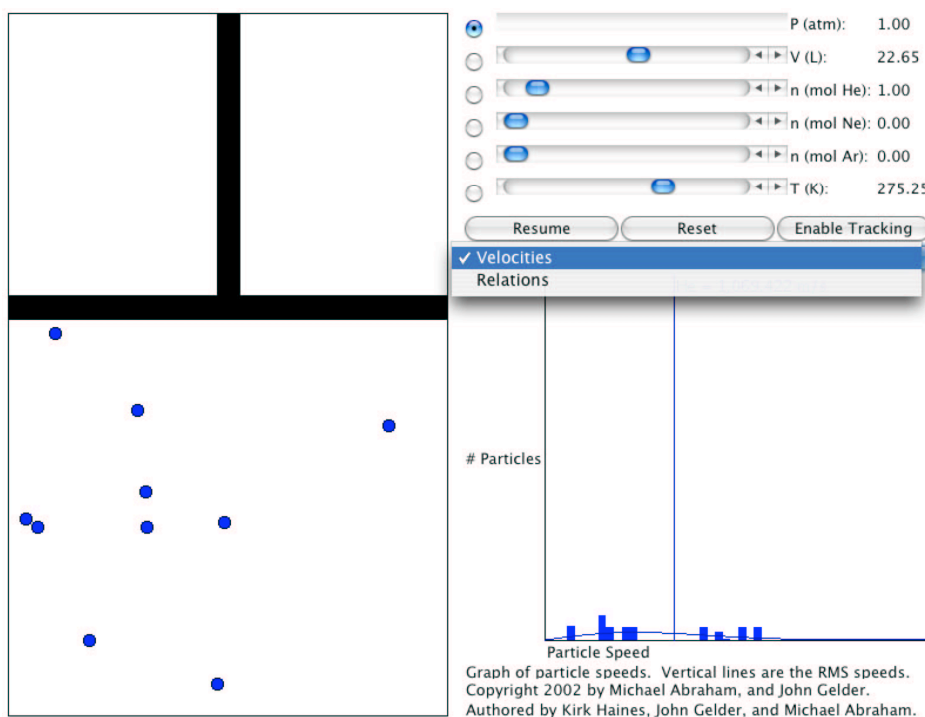 P (atm): 1.00
V (L): 22.65
n (mol He): 1.00
n (mol Ne): 0.00
n (mol Ar): 0.00
T (K): 275.25
Resume Reset Enable Tracking
✓ Velocities
Relations
# Particles
Particle Speed
Graph of particle speeds. Vertical lines are the RMS speeds.
Copyright 2002 by Michael Abraham, and John Gelder.
Authored by Kirk Haines, John Gelder, and Michael Abraham.